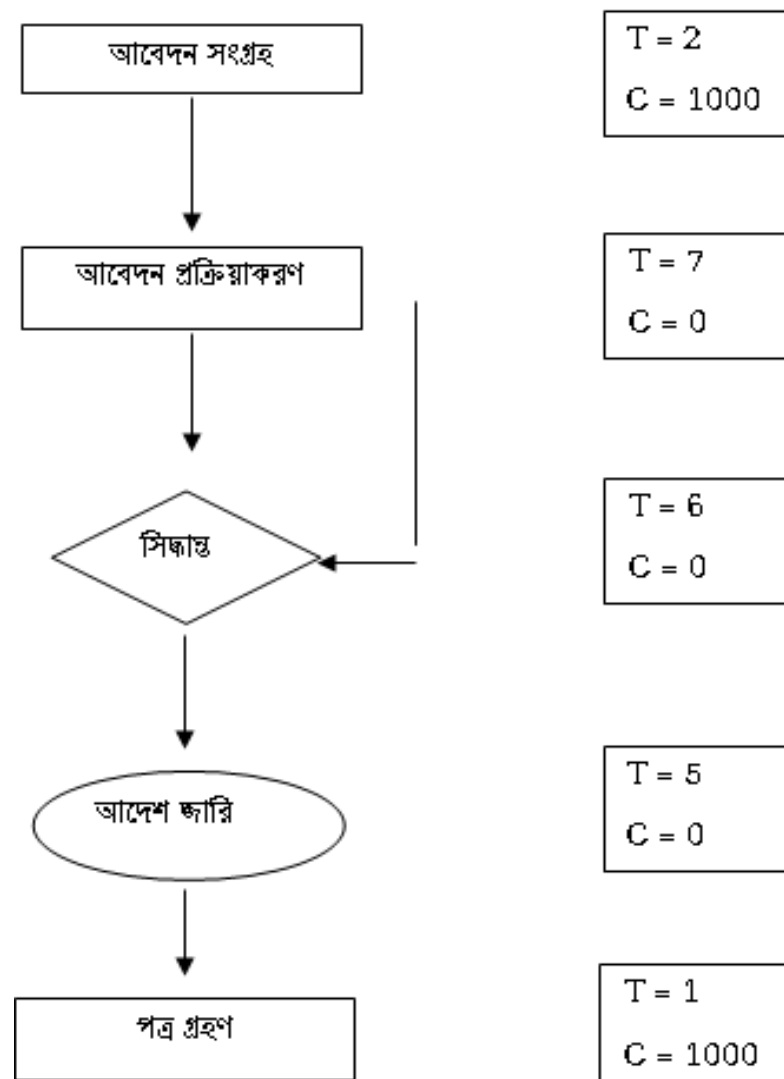 আবেদন সংগ্রহ
T = 2
C = 1000
আবেদন প্রক্রিয়াকরণ
T = 7
C = 0
সিদ্ধান্ত
T = 6
C = 0
আদেশ জারি
T = 5
C = 0
পত্র গ্রহণ
T = 1
C = 1000